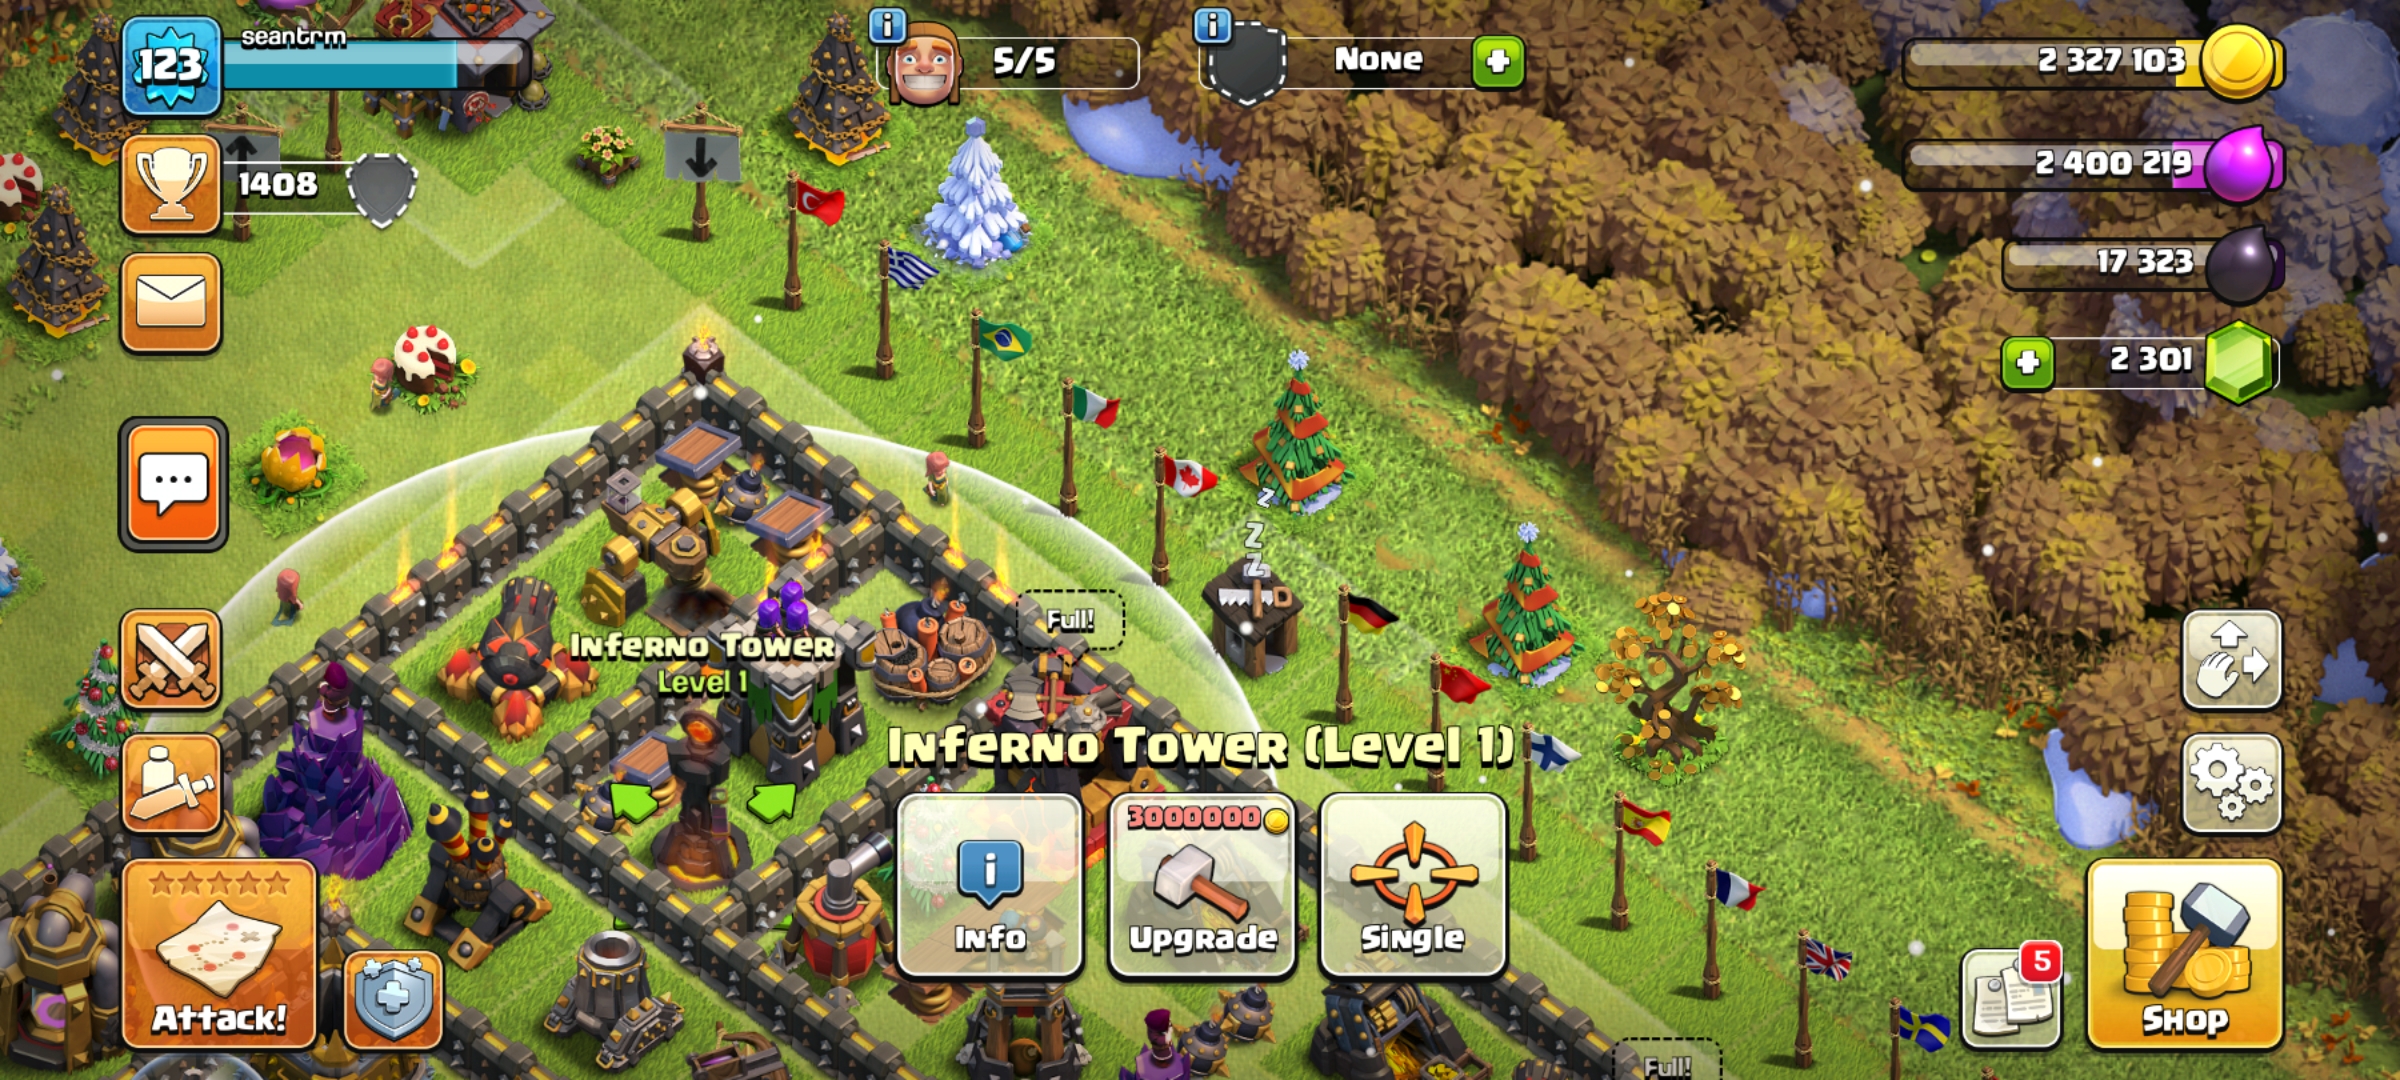 seantrm
123
5/5
None
2 327 103
1408
2 400 219
17 323
2 301
z
z
z
Full!
Inferno Tower
Level 1
Inferno Tower (Level 1)
3000000
Info
Upgrade
Single
Attack!
5
Shop
Full!